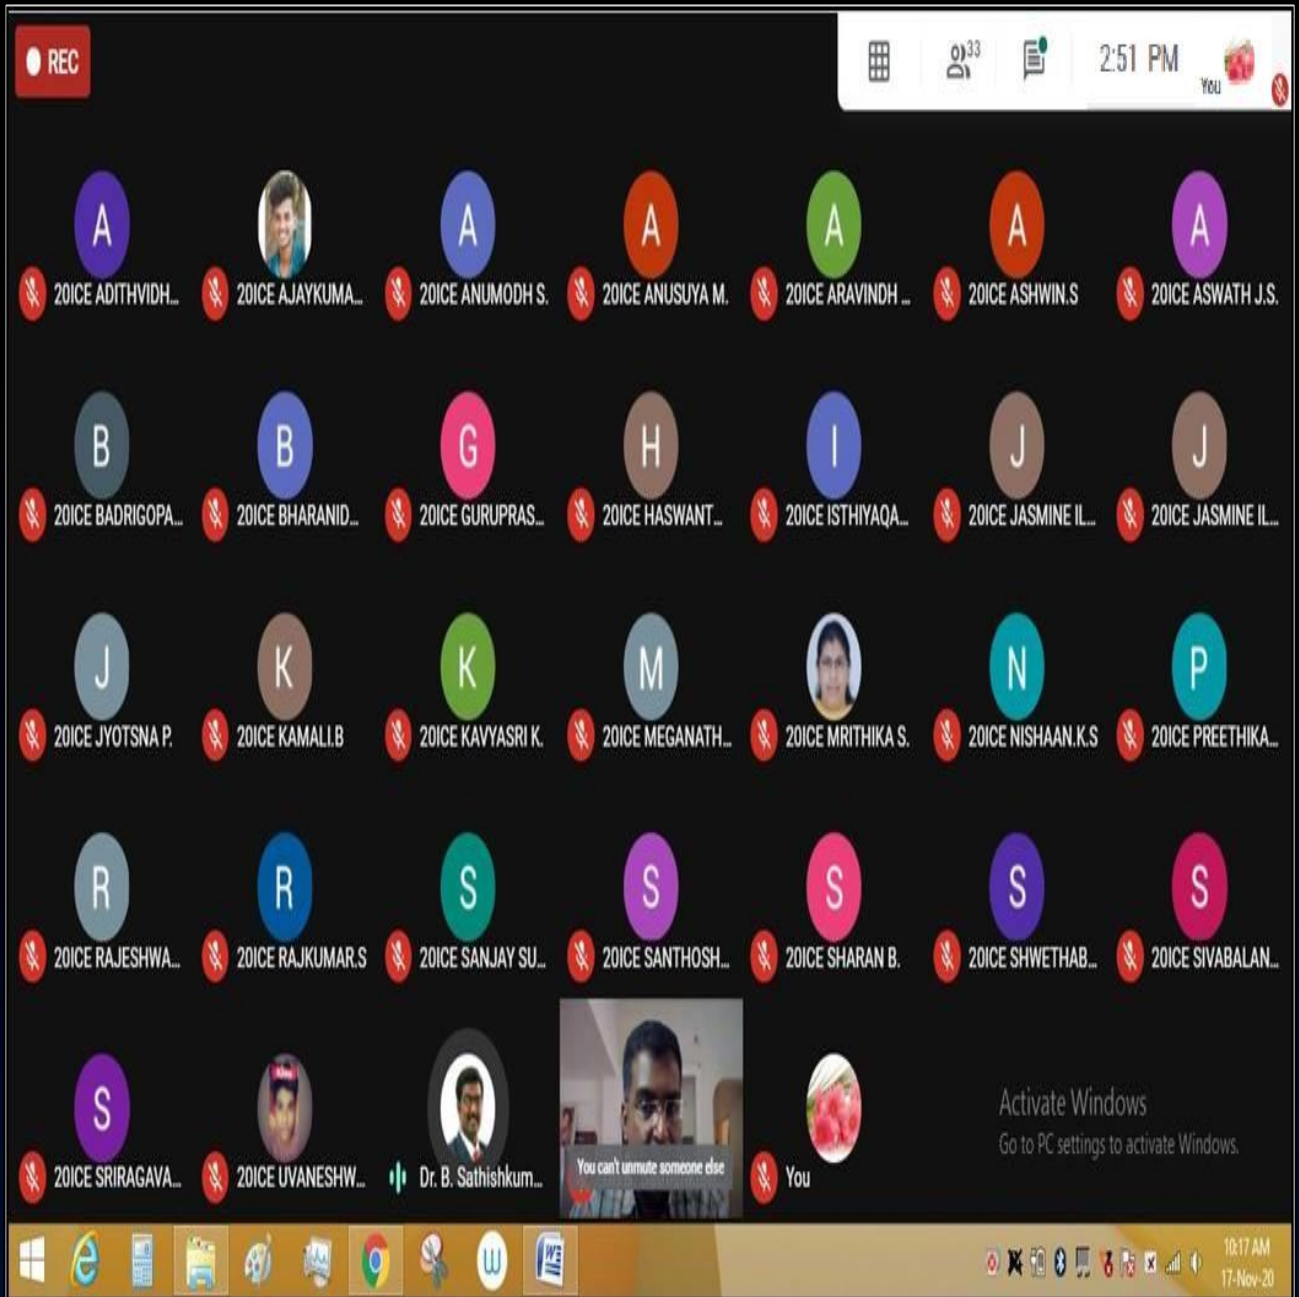 REC
33
2:51 PM
You
A
A
A
A
A
A
20ICE ADITHVIDH...
20ICE AJAYKUMA...
20ICE ANUMODH S.
20ICE ANUSUYA M.
20ICE ARAVINDH ...
20ICE ASHWIN.S
20ICE ASWATH J.S.
B
B
G
H
I
J
J
20ICE BADRIGOPA...
20ICE BHARANID...
20ICE GURUPRAS...
20ICE HASWANT...
20ICE ISTHIYAQA...
20ICE JASMINE IL...
20ICE JASMINE IL...
J
K
K
M
N
P
20ICE JYOTSNA P.
20ICE KAMALI.B
20ICE KAVYASRI K.
20ICE MEGANATH...
20ICE MRITHIKA S.
20ICE NISHAAN.K.S
20ICE PREETHIKA...
R
R
S
S
S
S
S
20ICE RAJESHWA...
20ICE RAJKUMAR.S
20ICE SANJAY SU...
20ICE SANTHOSH...
20ICE SHARAN B.
20ICE SHWETHAB...
20ICE SIVABALAN...
S
20ICE SRIRAGAVA...
20ICE UVANESHW...
Dr. B. Sathishkum...
You can't unmute someone else
You
Activate Windows
Go to PC settings to activate Windows.
10:17 AM
17-Nov-20